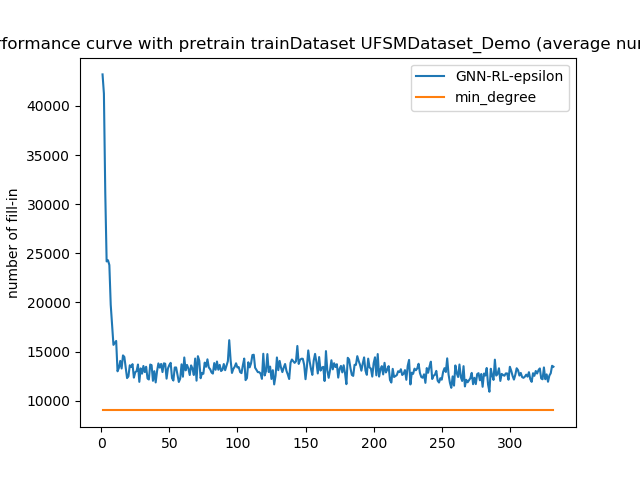 rformance curve with pretrain trainDataset UFSMDataset_Demo (average nur
GNN-RL-epsilon
min_degree
number of fill-in
40000
35000
30000
25000
20000
15000
10000
0 50 100 150 200 250 300